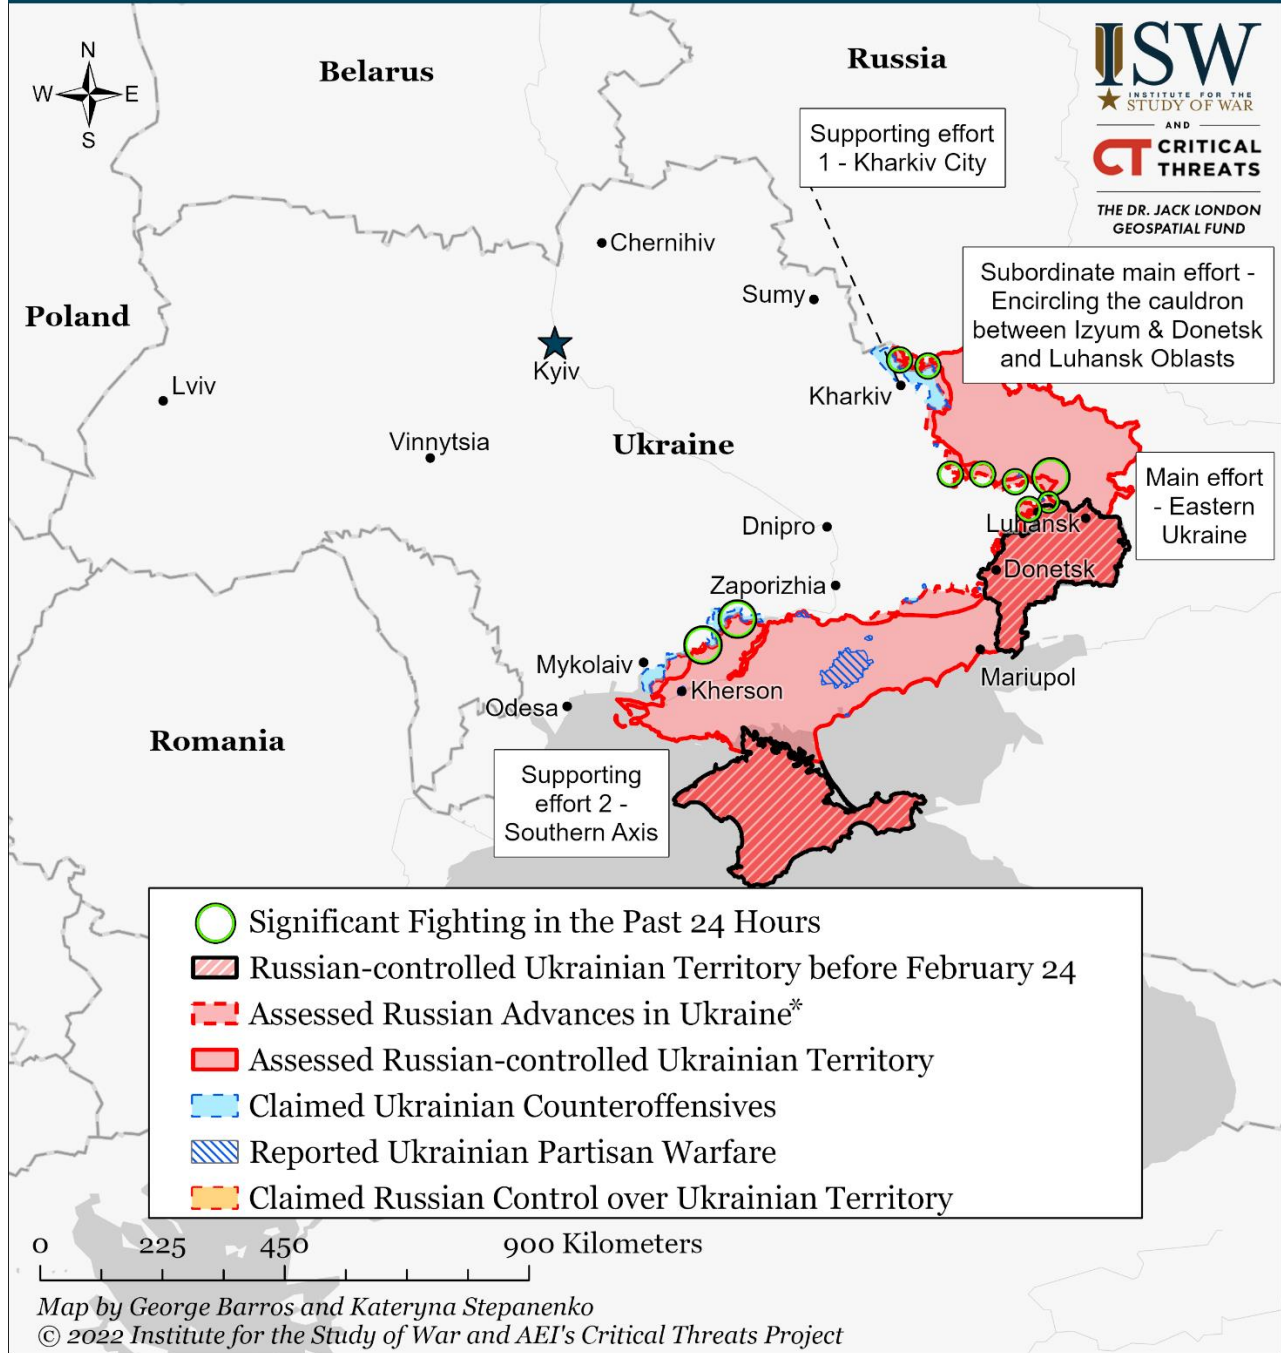 N
W
E
S
Belarus
Russia
ISW
INSTITUTE FOR THE
STUDY OF WAR
AND
CT CRITICAL
THREATS
THE DR. JACK LONDON
GEOSPATIAL FUND
Supporting effort
1 - Kharkiv City
Chernihiv
Subordinate main effort -
Encircling the cauldron
between Izyum & Donetsk
and Luhansk Oblasts
Sumy
Poland
Kyiv
Lviv
Kharkiv
Vinnytsia
Ukraine
Main effort
- Eastern
Ukraine
Dnipro
Luhansk
Donetsk
Zaporizhia
Mykolaiv
Mariupol
Kherson
Odesa
Romania
Supporting
effort 2 -
Southern Axis
Significant Fighting in the Past 24 Hours
Russian-controlled Ukrainian Territory before February 24
Assessed Russian Advances in Ukraine*
Assessed Russian-controlled Ukrainian Territory
Claimed Ukrainian Counteroffensives
Reported Ukrainian Partisan Warfare
Claimed Russian Control over Ukrainian Territory
0 225 450 900 Kilometers
Map by George Barros and Kateryna Stepanenko
© 2022 Institute for the Study of War and AEI's Critical Threats Project